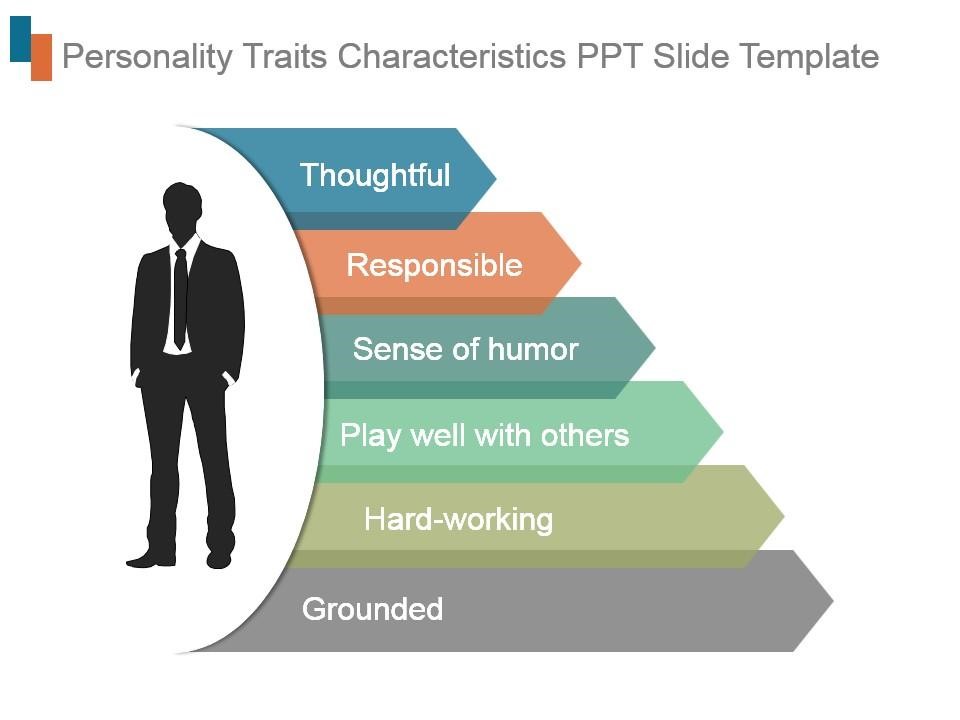 Personality Traits Characteristics PPT Slide Template
Thoughtful
Responsible
Sense of humor
Play well with others
Hard-working
Grounded